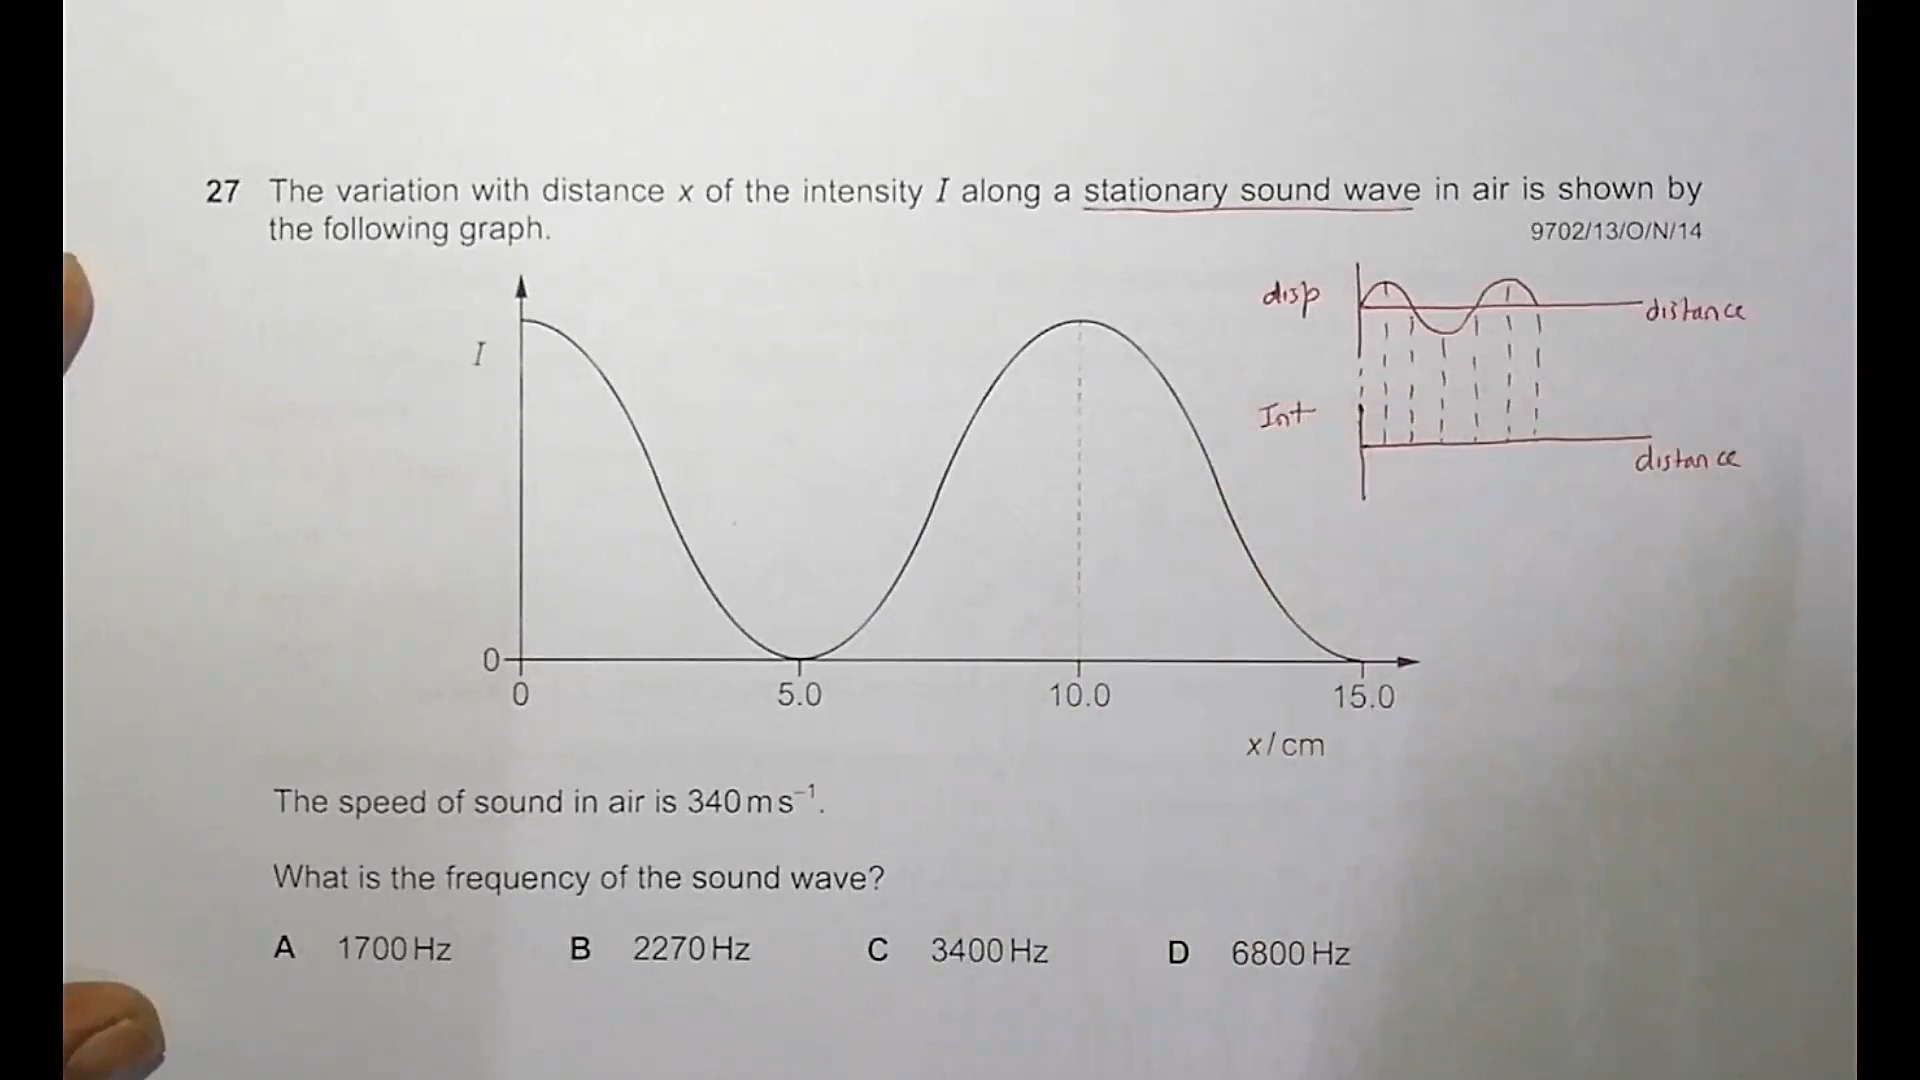 27 The variation with distance x of the intensity I along a stationary sound wave in air is shown by
the following graph.
9702/13/O/N/14
disp
distance
I
Int
distance
0
0 5.0 10.0 15.0
x/cm
The speed of sound in air is 340 m s⁻¹.
What is the frequency of the sound wave?
A 1700 Hz B 2270 Hz C 3400 Hz D 6800 Hz